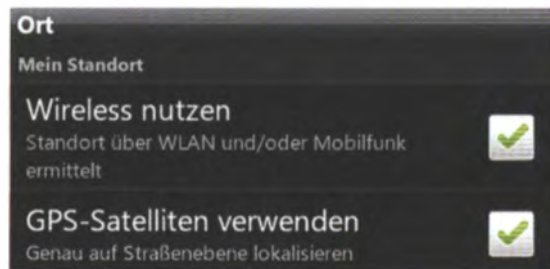 Ort
Mein Standort
Wireless nutzen
Standort über WLAN und/oder Mobilfunk
ermittelt
GPS-Satelliten verwenden
Genau auf Straßenebene lokalisieren